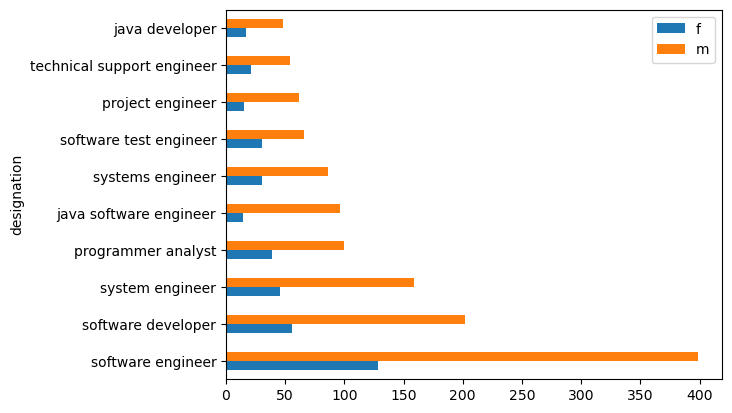 f
m
java developer
technical support engineer
project engineer
software test engineer
systems engineer
java software engineer
programmer analyst
system engineer
software developer
software engineer
designation
0 50 100 150 200 250 300 350 400